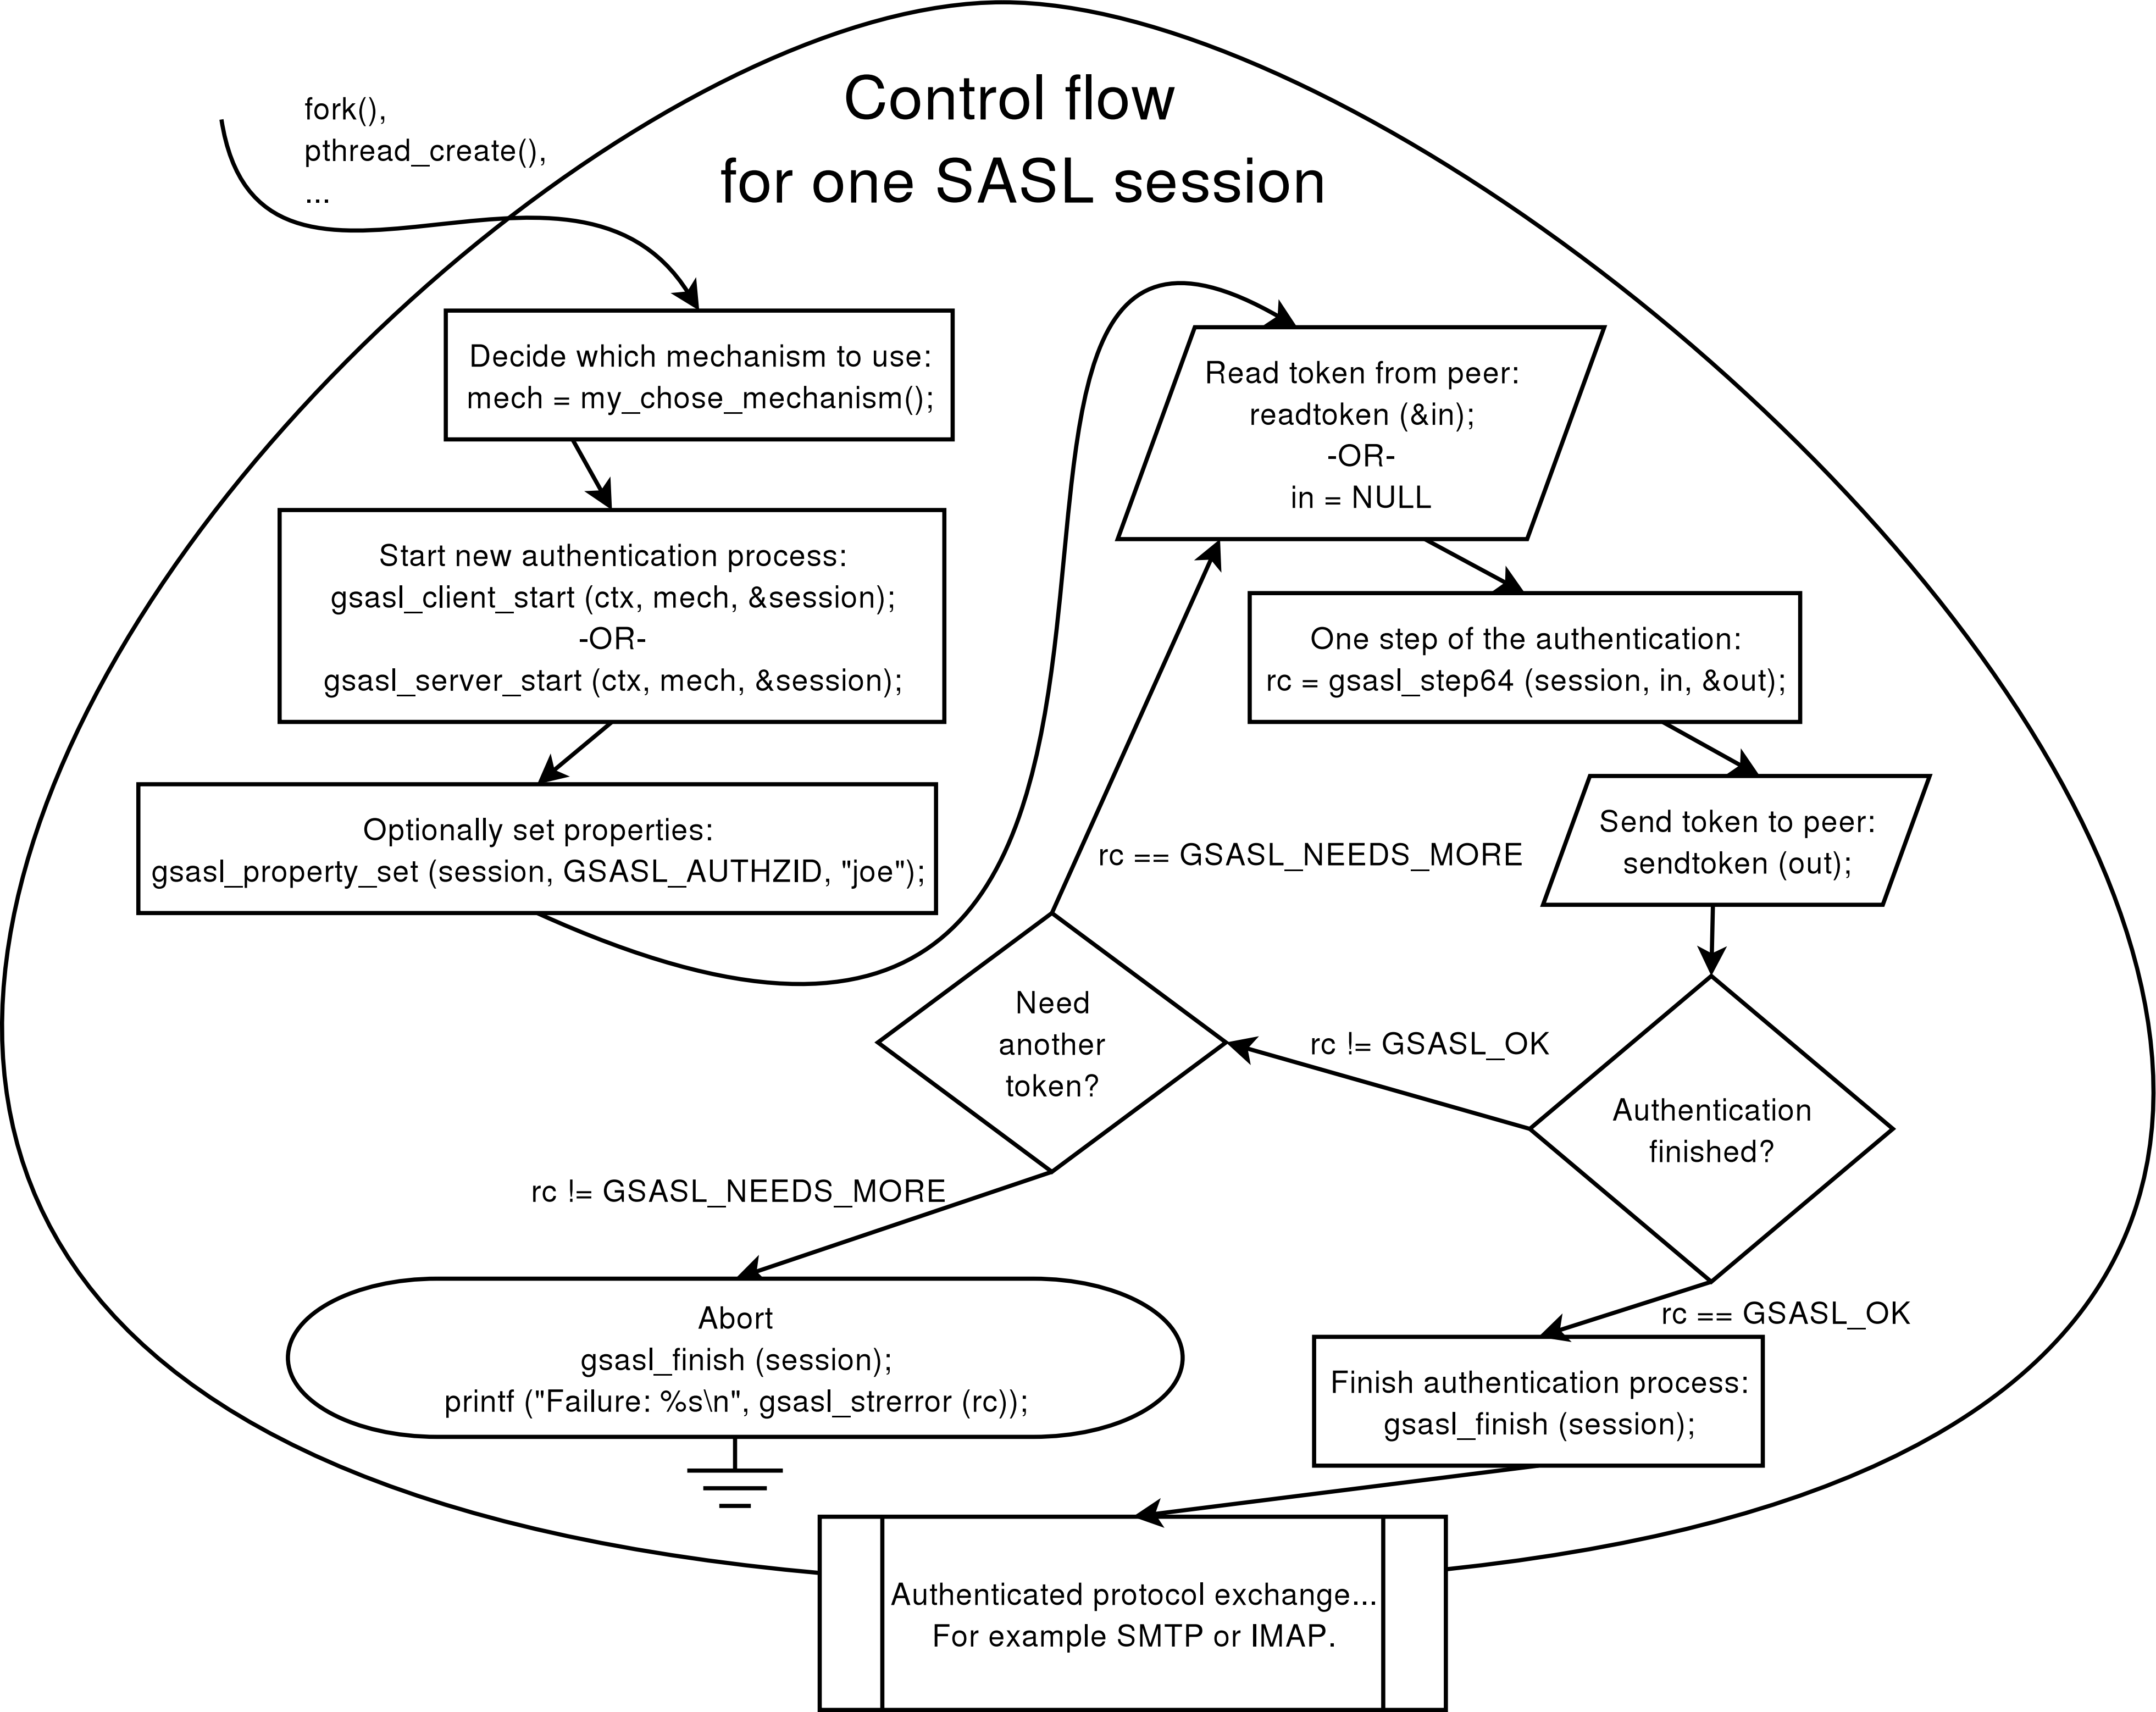 Control flow
for one SASL session
fork(),
pthread_create(),
...
Decide which mechanism to use:
mech = my_chose_mechanism();
Start new authentication process:
gsasl_client_start (ctx, mech, &session);
-OR-
gsasl_server_start (ctx, mech, &session);
Optionally set properties:
gsasl_property_set (session, GSASL_AUTHZID, "joe");
Read token from peer:
readtoken (&in);
-OR-
in = NULL
One step of the authentication:
rc = gsasl_step64 (session, in, &out);
Send token to peer:
sendtoken (out);
rc == GSASL_NEEDS_MORE
Need
another
token?
rc != GSASL_OK
Authentication
finished?
rc != GSASL_NEEDS_MORE
Abort
gsasl_finish (session);
printf ("Failure: %s\n", gsasl_strerror (rc));
rc == GSASL_OK
Finish authentication process:
gsasl_finish (session);
Authenticated protocol exchange...
For example SMTP or IMAP.